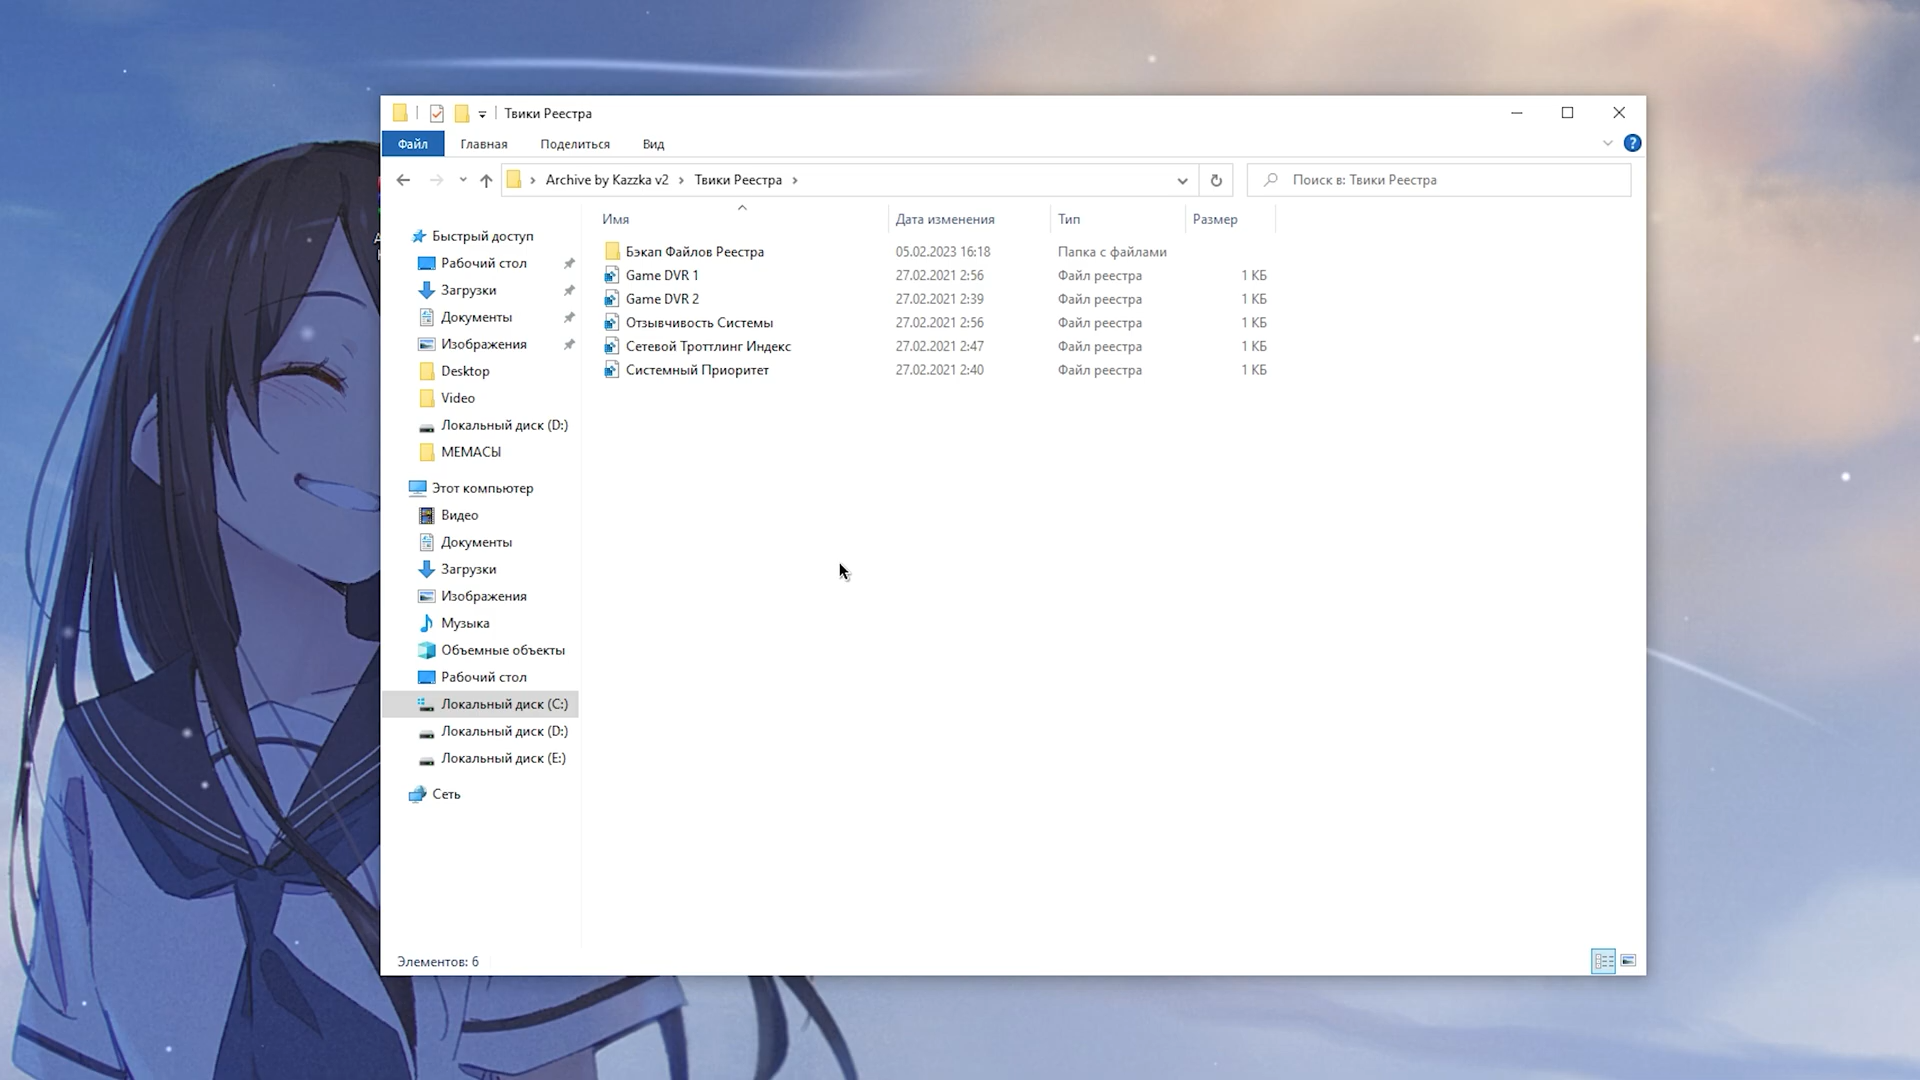 Твики Реестра
Файл Главная Поделиться Вид
Archive by Kazzka v2 Твики Реестра Поиск в: Твики Реестра
Имя Дата изменения Тип Размер
Бэкап Файлов Реестра 05.02.2023 16:18 Папка с файлами
Game DVR 1 27.02.2021 2:56 Файл реестра 1 КБ
Game DVR 2 27.02.2021 2:39 Файл реестра 1 КБ
Отзывчивость Системы 27.02.2021 2:56 Файл реестра 1 КБ
Сетевой Троттлинг Индекс 27.02.2021 2:47 Файл реестра 1 КБ
Системный Приоритет 27.02.2021 2:40 Файл реестра 1 КБ
Быстрый доступ
Рабочий стол
Загрузки
Документы
Изображения
Desktop
Video
Локальный диск (D:)
МЕМАСЫ
Этот компьютер
Видео
Документы
Загрузки
Изображения
Музыка
Объемные объекты
Рабочий стол
Локальный диск (C:)
Локальный диск (D:)
Локальный диск (E:)
Сеть
Элементов: 6